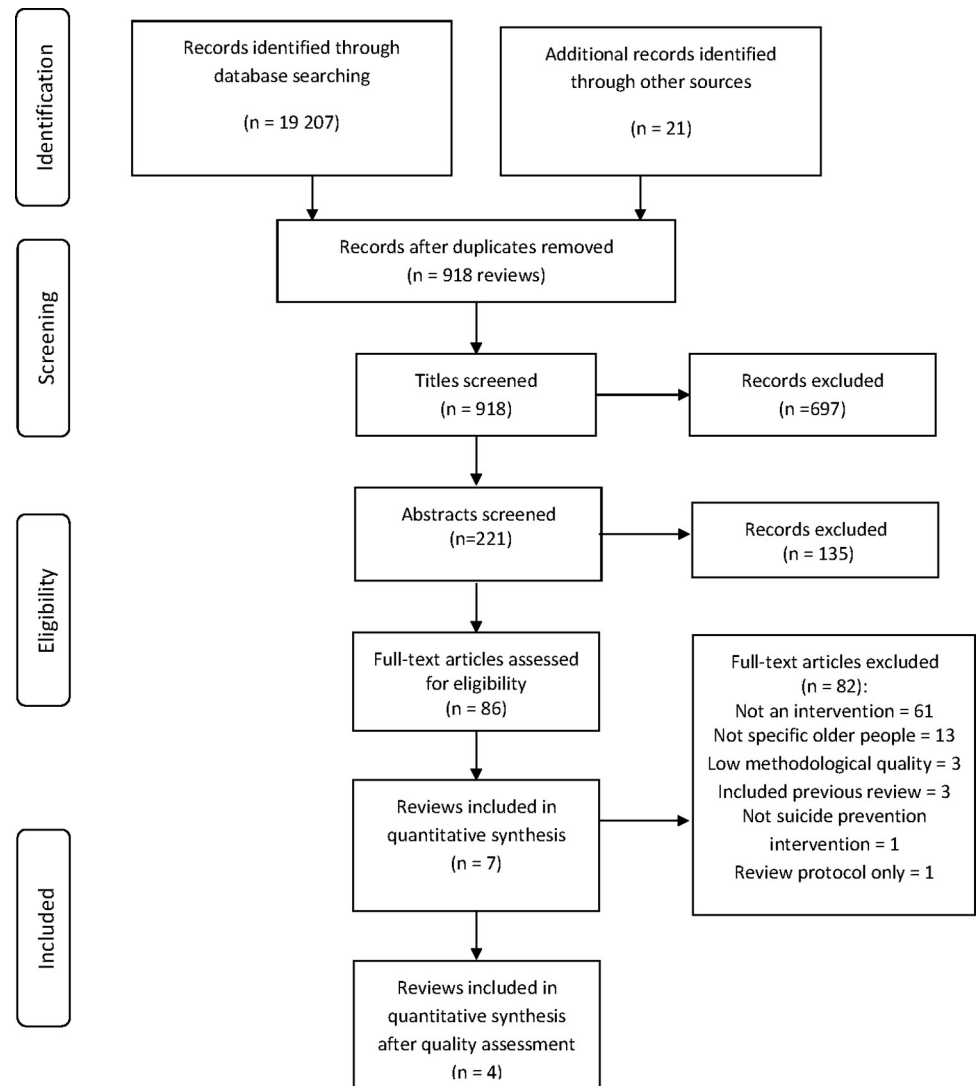 Identification
Records identified through
database searching
(n = 19 207)
Additional records identified
through other sources
(n = 21)
Records after duplicates removed
(n = 918 reviews)
Screening
Titles screened
(n = 918)
Records excluded
(n =697)
Abstracts screened
(n=221)
Records excluded
(n = 135)
Eligibility
Full-text articles assessed
for eligibility
(n = 86)
Full-text articles excluded
(n = 82):
Not an intervention = 61
Not specific older people = 13
Low methodological quality = 3
Included previous review = 3
Not suicide prevention
intervention = 1
Review protocol only = 1
Reviews included in
quantitative synthesis
(n = 7)
Included
Reviews included in
quantitative synthesis
after quality assessment
(n = 4)